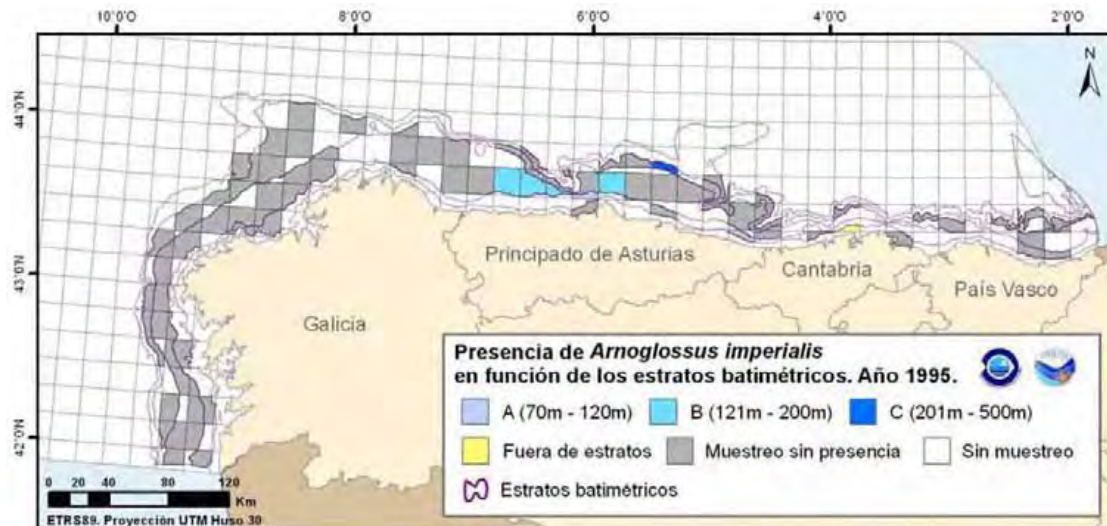 10°0'O 8°0'O 6°0'O 4°0'O 2°0'O
N
44°0'N
43°0'N
42°0'N
Principado de Asturias
Cantabria
País Vasco
Galicia
Presencia de Arnoglossus imperialis
en función de los estratos batimétricos. Año 1995.
A (70m - 120m) B (121m - 200m) C (201m - 500m)
Fuera de estratos Muestreo sin presencia Sin muestreo
Estratos batimétricos
0 20 40 80 120
Km
ETRS89. Proyección UTM Huso 30